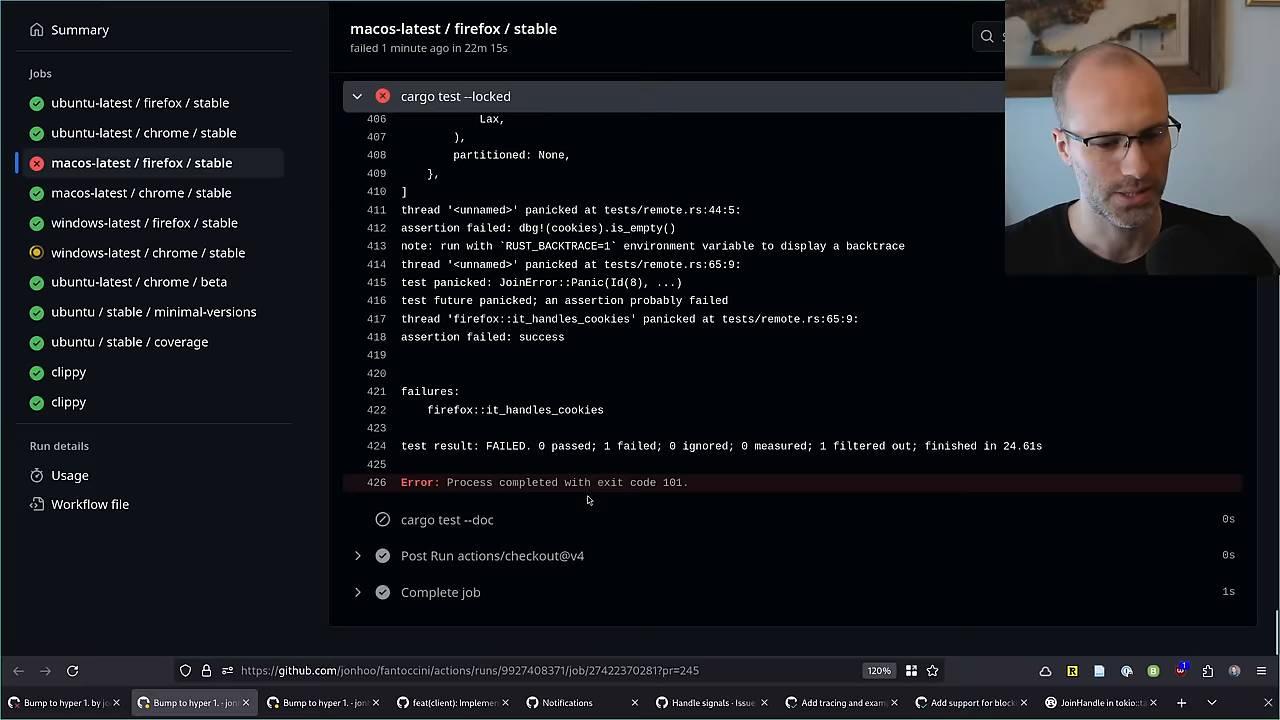 Summary
Jobs
ubuntu-latest / firefox / stable
ubuntu-latest / chrome / stable
macos-latest / firefox / stable
macos-latest / chrome / stable
windows-latest / firefox / stable
windows-latest / chrome / stable
ubuntu-latest / chrome / beta
ubuntu / stable / minimal-versions
ubuntu / stable / coverage
clippy
clippy
Run details
Usage
Workflow file
macos-latest / firefox / stable
failed 1 minute ago in 22m 15s
cargo test --locked
406 Lax,
407 ),
408 partitioned: None,
409 },
410 ]
411 thread '<unnamed>' panicked at tests/remote.rs:44:5:
412 assertion failed: dbg!(cookies).is_empty()
413 note: run with `RUST_BACKTRACE=1` environment variable to display a backtrace
414 thread '<unnamed>' panicked at tests/remote.rs:65:9:
415 test panicked: JoinError::Panic(Id(8), ...)
416 test future panicked; an assertion probably failed
417 thread 'firefox::it_handles_cookies' panicked at tests/remote.rs:65:9:
418 assertion failed: success
419
420
421 failures:
422 firefox::it_handles_cookies
423
424 test result: FAILED. 0 passed; 1 failed; 0 ignored; 0 measured; 1 filtered out; finished in 24.61s
425
426 Error: Process completed with exit code 101.
cargo test --doc 0s
Post Run actions/checkout@v4 0s
Complete job 1s
https://github.com/jonhoo/fantoccini/actions/runs/9927408371/job/27422370281?pr=245 120%
Bump to hyper 1. by jo
Bump to hyper 1. · jon
Bump to hyper 1. · jonh
feat(client): Implemen
Notifications
Handle signals · Issue
Add tracing and exam
Add support for block
JoinHandle in tokio::ta